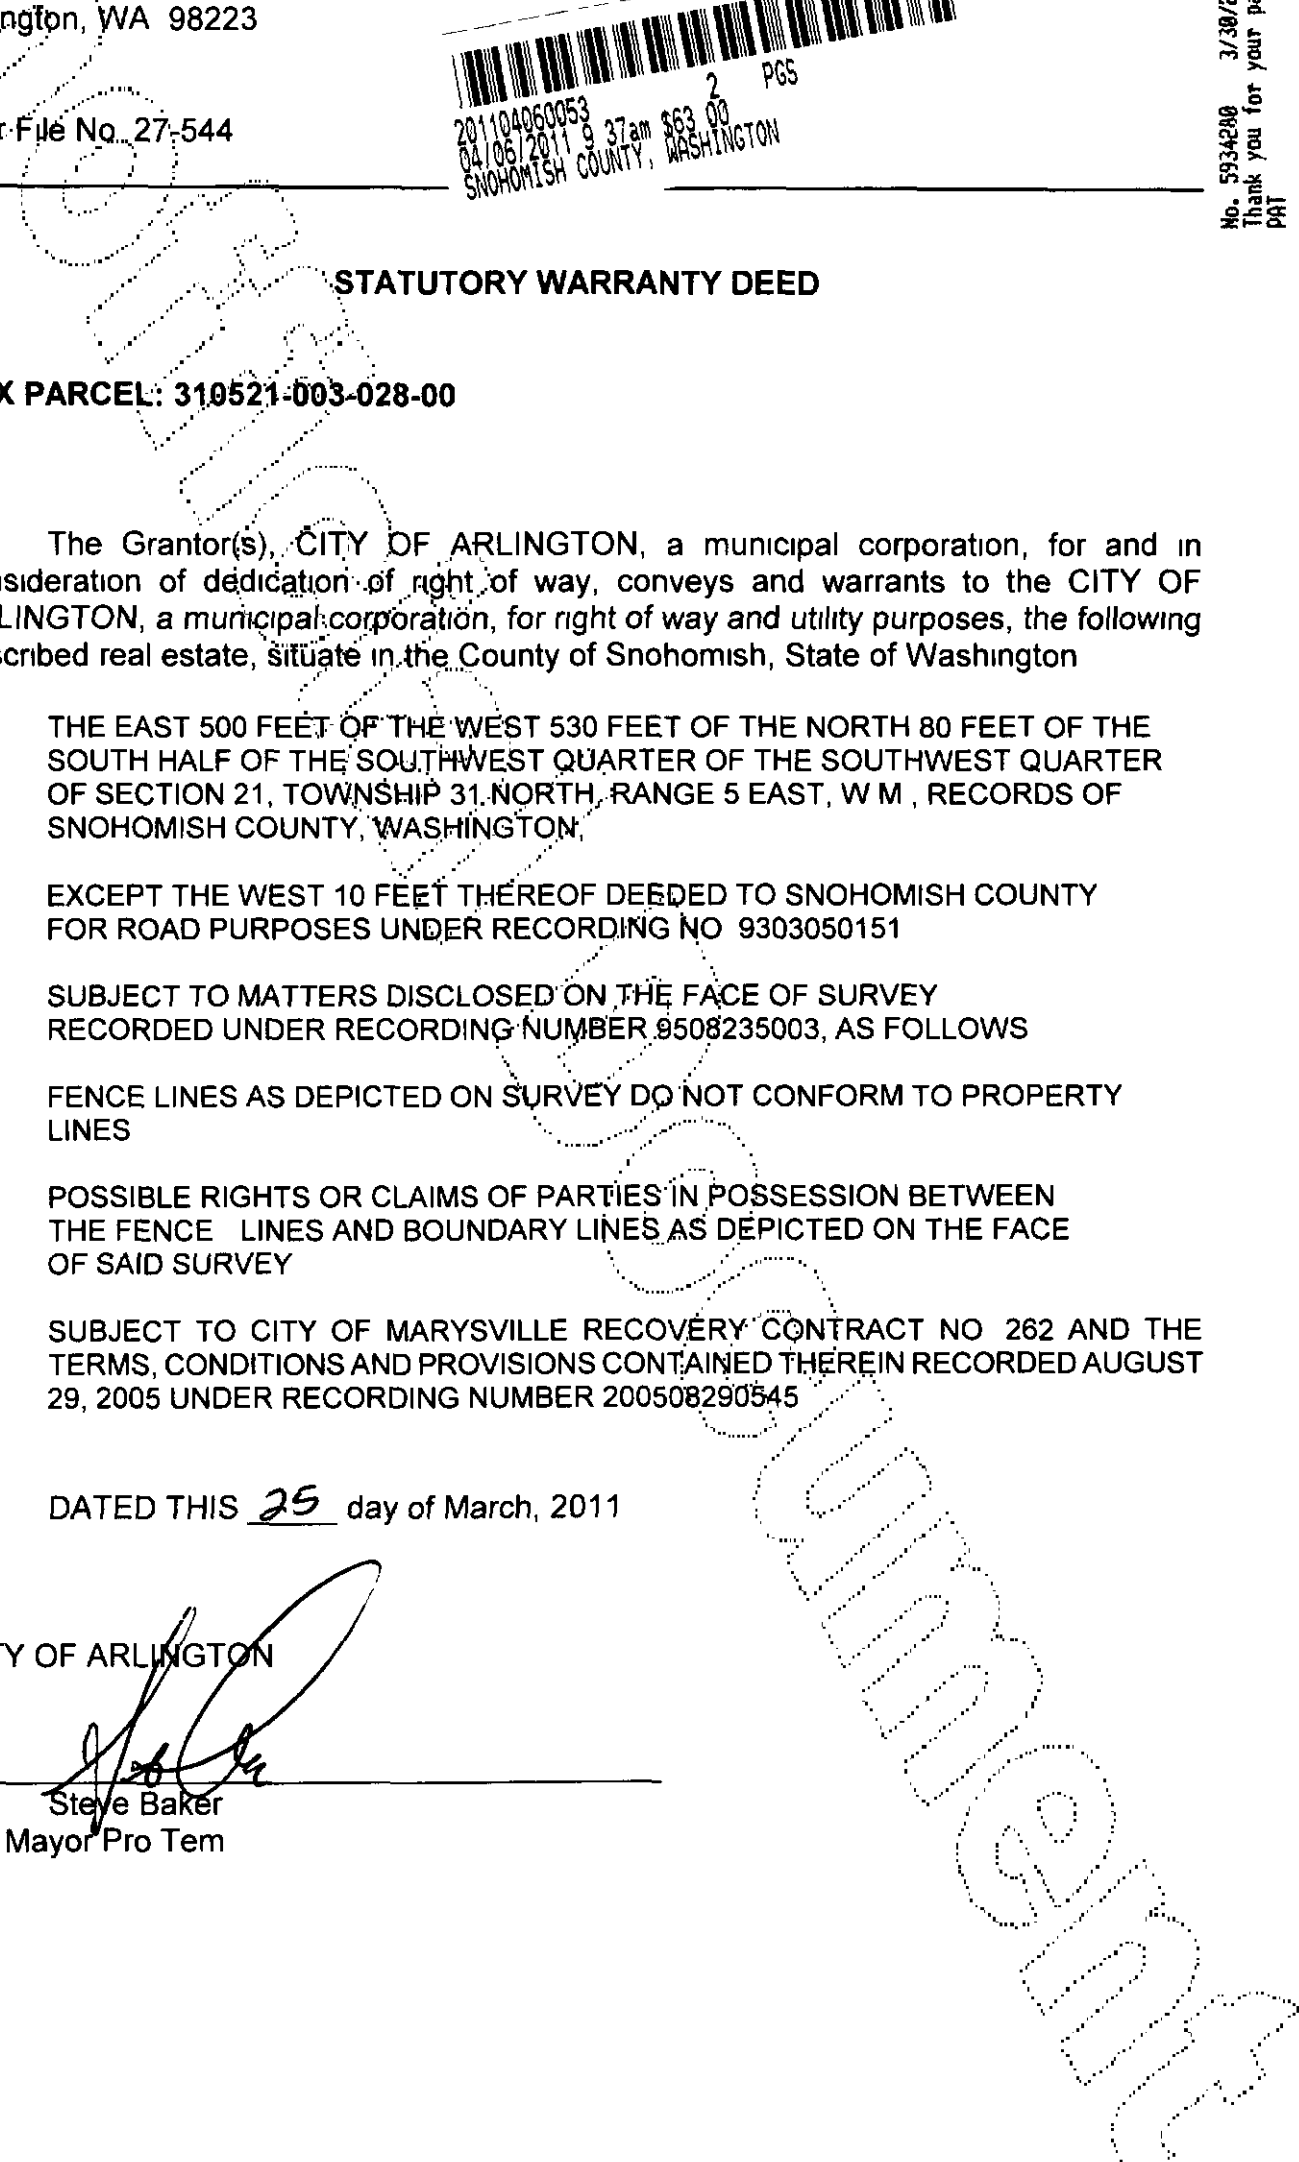 ngton, WA 98223
2 PGS
201104060053
04/06/2011 9 37am $63 00
SNOHOMISH COUNTY, WASHINGTON
File No. 27-544
No. 5934280 3/30/
Thank you for your
PAT
STATUTORY WARRANTY DEED
X PARCEL: 310521-003-028-00
The Grantor(s), CITY OF ARLINGTON, a municipal corporation, for and in
nsideration of dedication of right of way, conveys and warrants to the CITY OF
LINGTON, a municipal corporation, for right of way and utility purposes, the following
scribed real estate, situate in the County of Snohomish, State of Washington
THE EAST 500 FEET OF THE WEST 530 FEET OF THE NORTH 80 FEET OF THE
SOUTH HALF OF THE SOUTHWEST QUARTER OF THE SOUTHWEST QUARTER
OF SECTION 21, TOWNSHIP 31 NORTH, RANGE 5 EAST, W M , RECORDS OF
SNOHOMISH COUNTY, WASHINGTON,
EXCEPT THE WEST 10 FEET THEREOF DEEDED TO SNOHOMISH COUNTY
FOR ROAD PURPOSES UNDER RECORDING NO 9303050151
SUBJECT TO MATTERS DISCLOSED ON THE FACE OF SURVEY
RECORDED UNDER RECORDING NUMBER 9508235003, AS FOLLOWS
FENCE LINES AS DEPICTED ON SURVEY DO NOT CONFORM TO PROPERTY
LINES
POSSIBLE RIGHTS OR CLAIMS OF PARTIES IN POSSESSION BETWEEN
THE FENCE LINES AND BOUNDARY LINES AS DEPICTED ON THE FACE
OF SAID SURVEY
SUBJECT TO CITY OF MARYSVILLE RECOVERY CONTRACT NO 262 AND THE
TERMS, CONDITIONS AND PROVISIONS CONTAINED THEREIN RECORDED AUGUST
29, 2005 UNDER RECORDING NUMBER 200508290545
DATED THIS 25 day of March, 2011
TY OF ARLINGTON
Steve Baker
Mayor Pro Tem
Unofficial Document